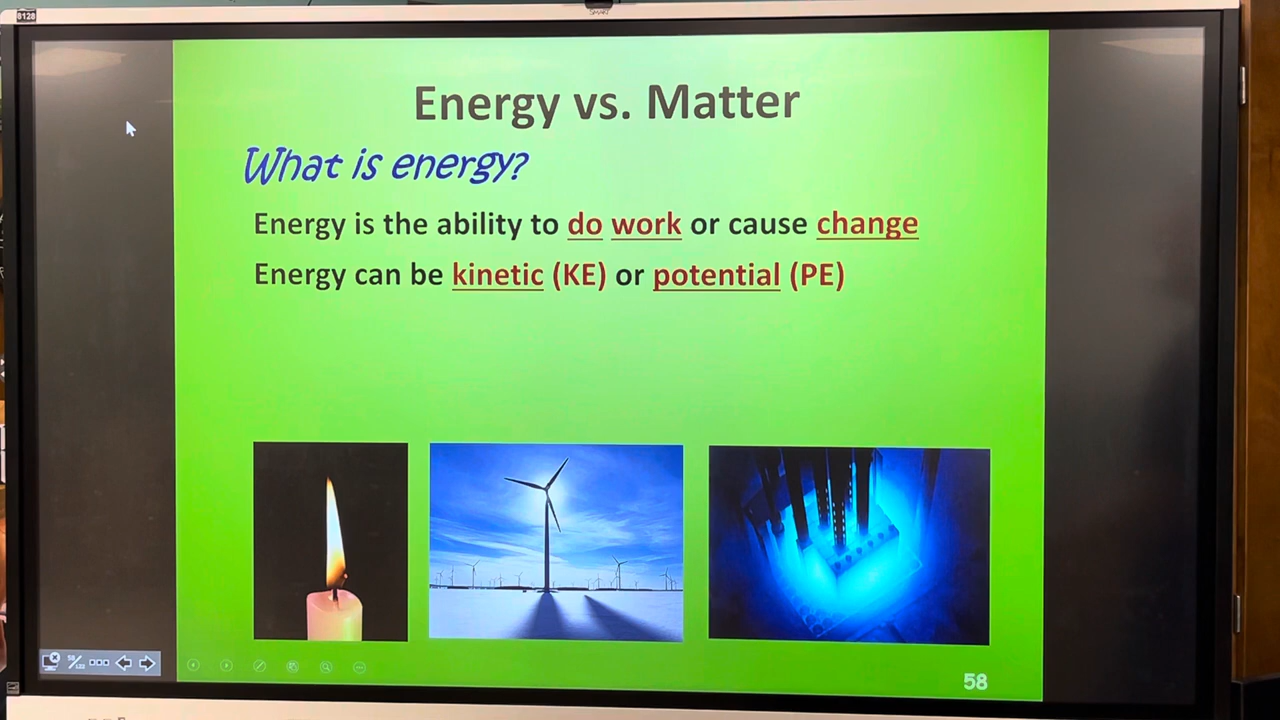 SMART
Energy vs. Matter
What is energy?
Energy is the ability to do work or cause change
Energy can be kinetic (KE) or potential (PE)
58